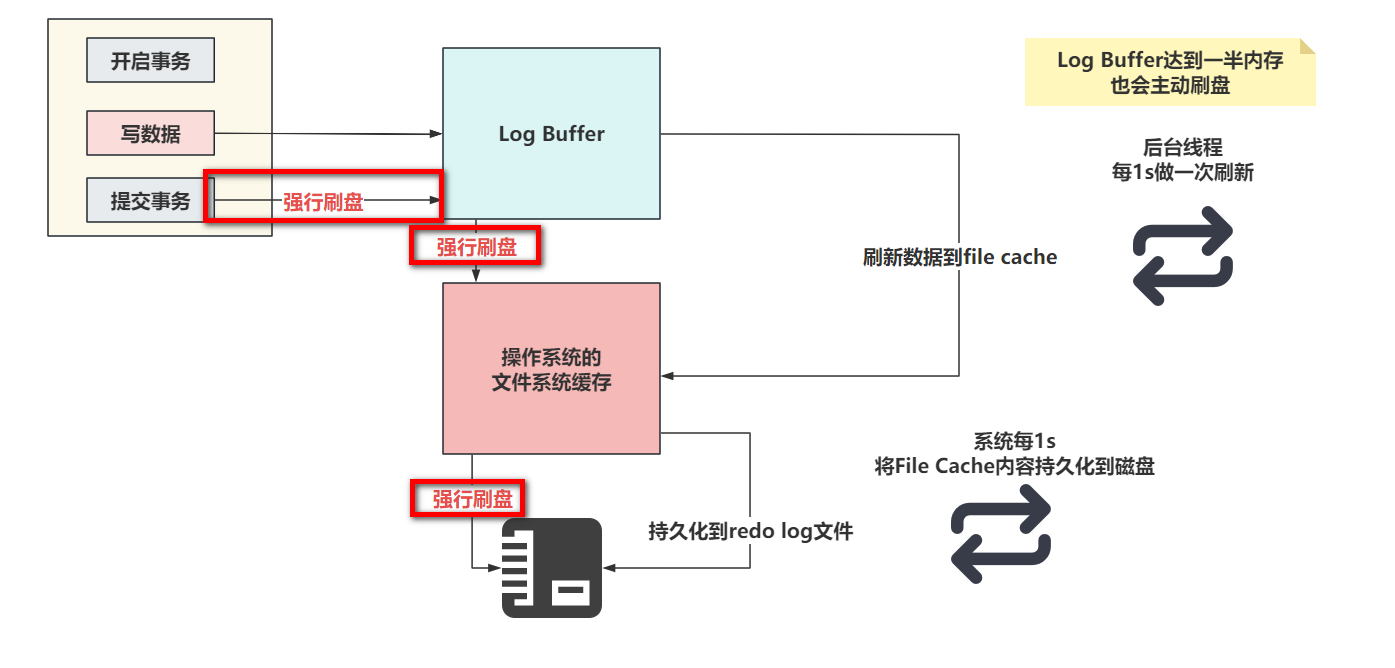 开启事务
写数据
提交事务
强行刷盘
Log Buffer
强行刷盘
操作系统的
文件系统缓存
强行刷盘
刷新数据到file cache
持久化到redo log文件
Log Buffer达到一半内存
也会主动刷盘
后台线程
每1s做一次刷新
系统每1s
将File Cache内容持久化到磁盘